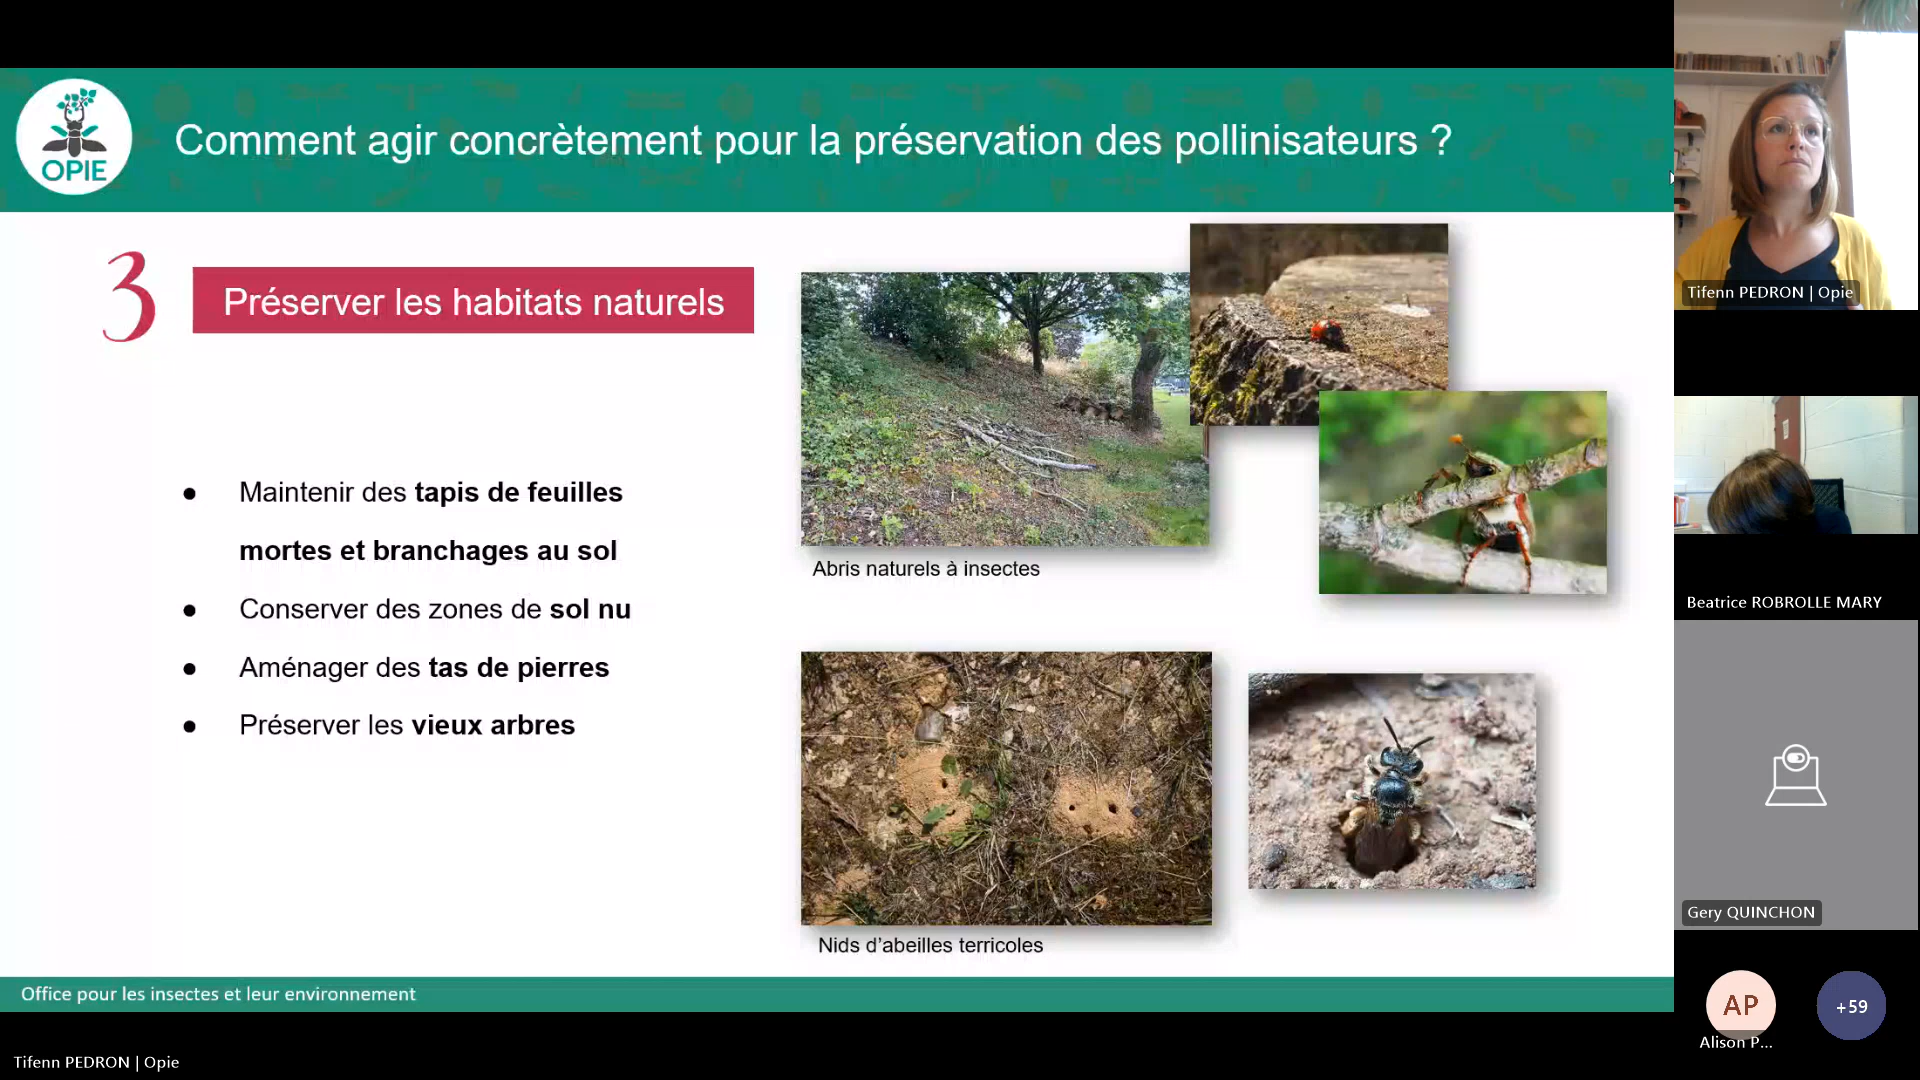 OPIE
Comment agir concrètement pour la préservation des pollinisateurs ?
3
Préserver les habitats naturels
● Maintenir des tapis de feuilles
mortes et branchages au sol
● Conserver des zones de sol nu
● Aménager des tas de pierres
● Préserver les vieux arbres
Abris naturels à insectes
Nids d’abeilles terricoles
Office pour les insectes et leur environnement
Tifenn PEDRON | Opie
Tifenn PEDRON | Opie
Beatrice ROBROLLE MARY
Gery QUINCHON
AP
Alison P...
+59